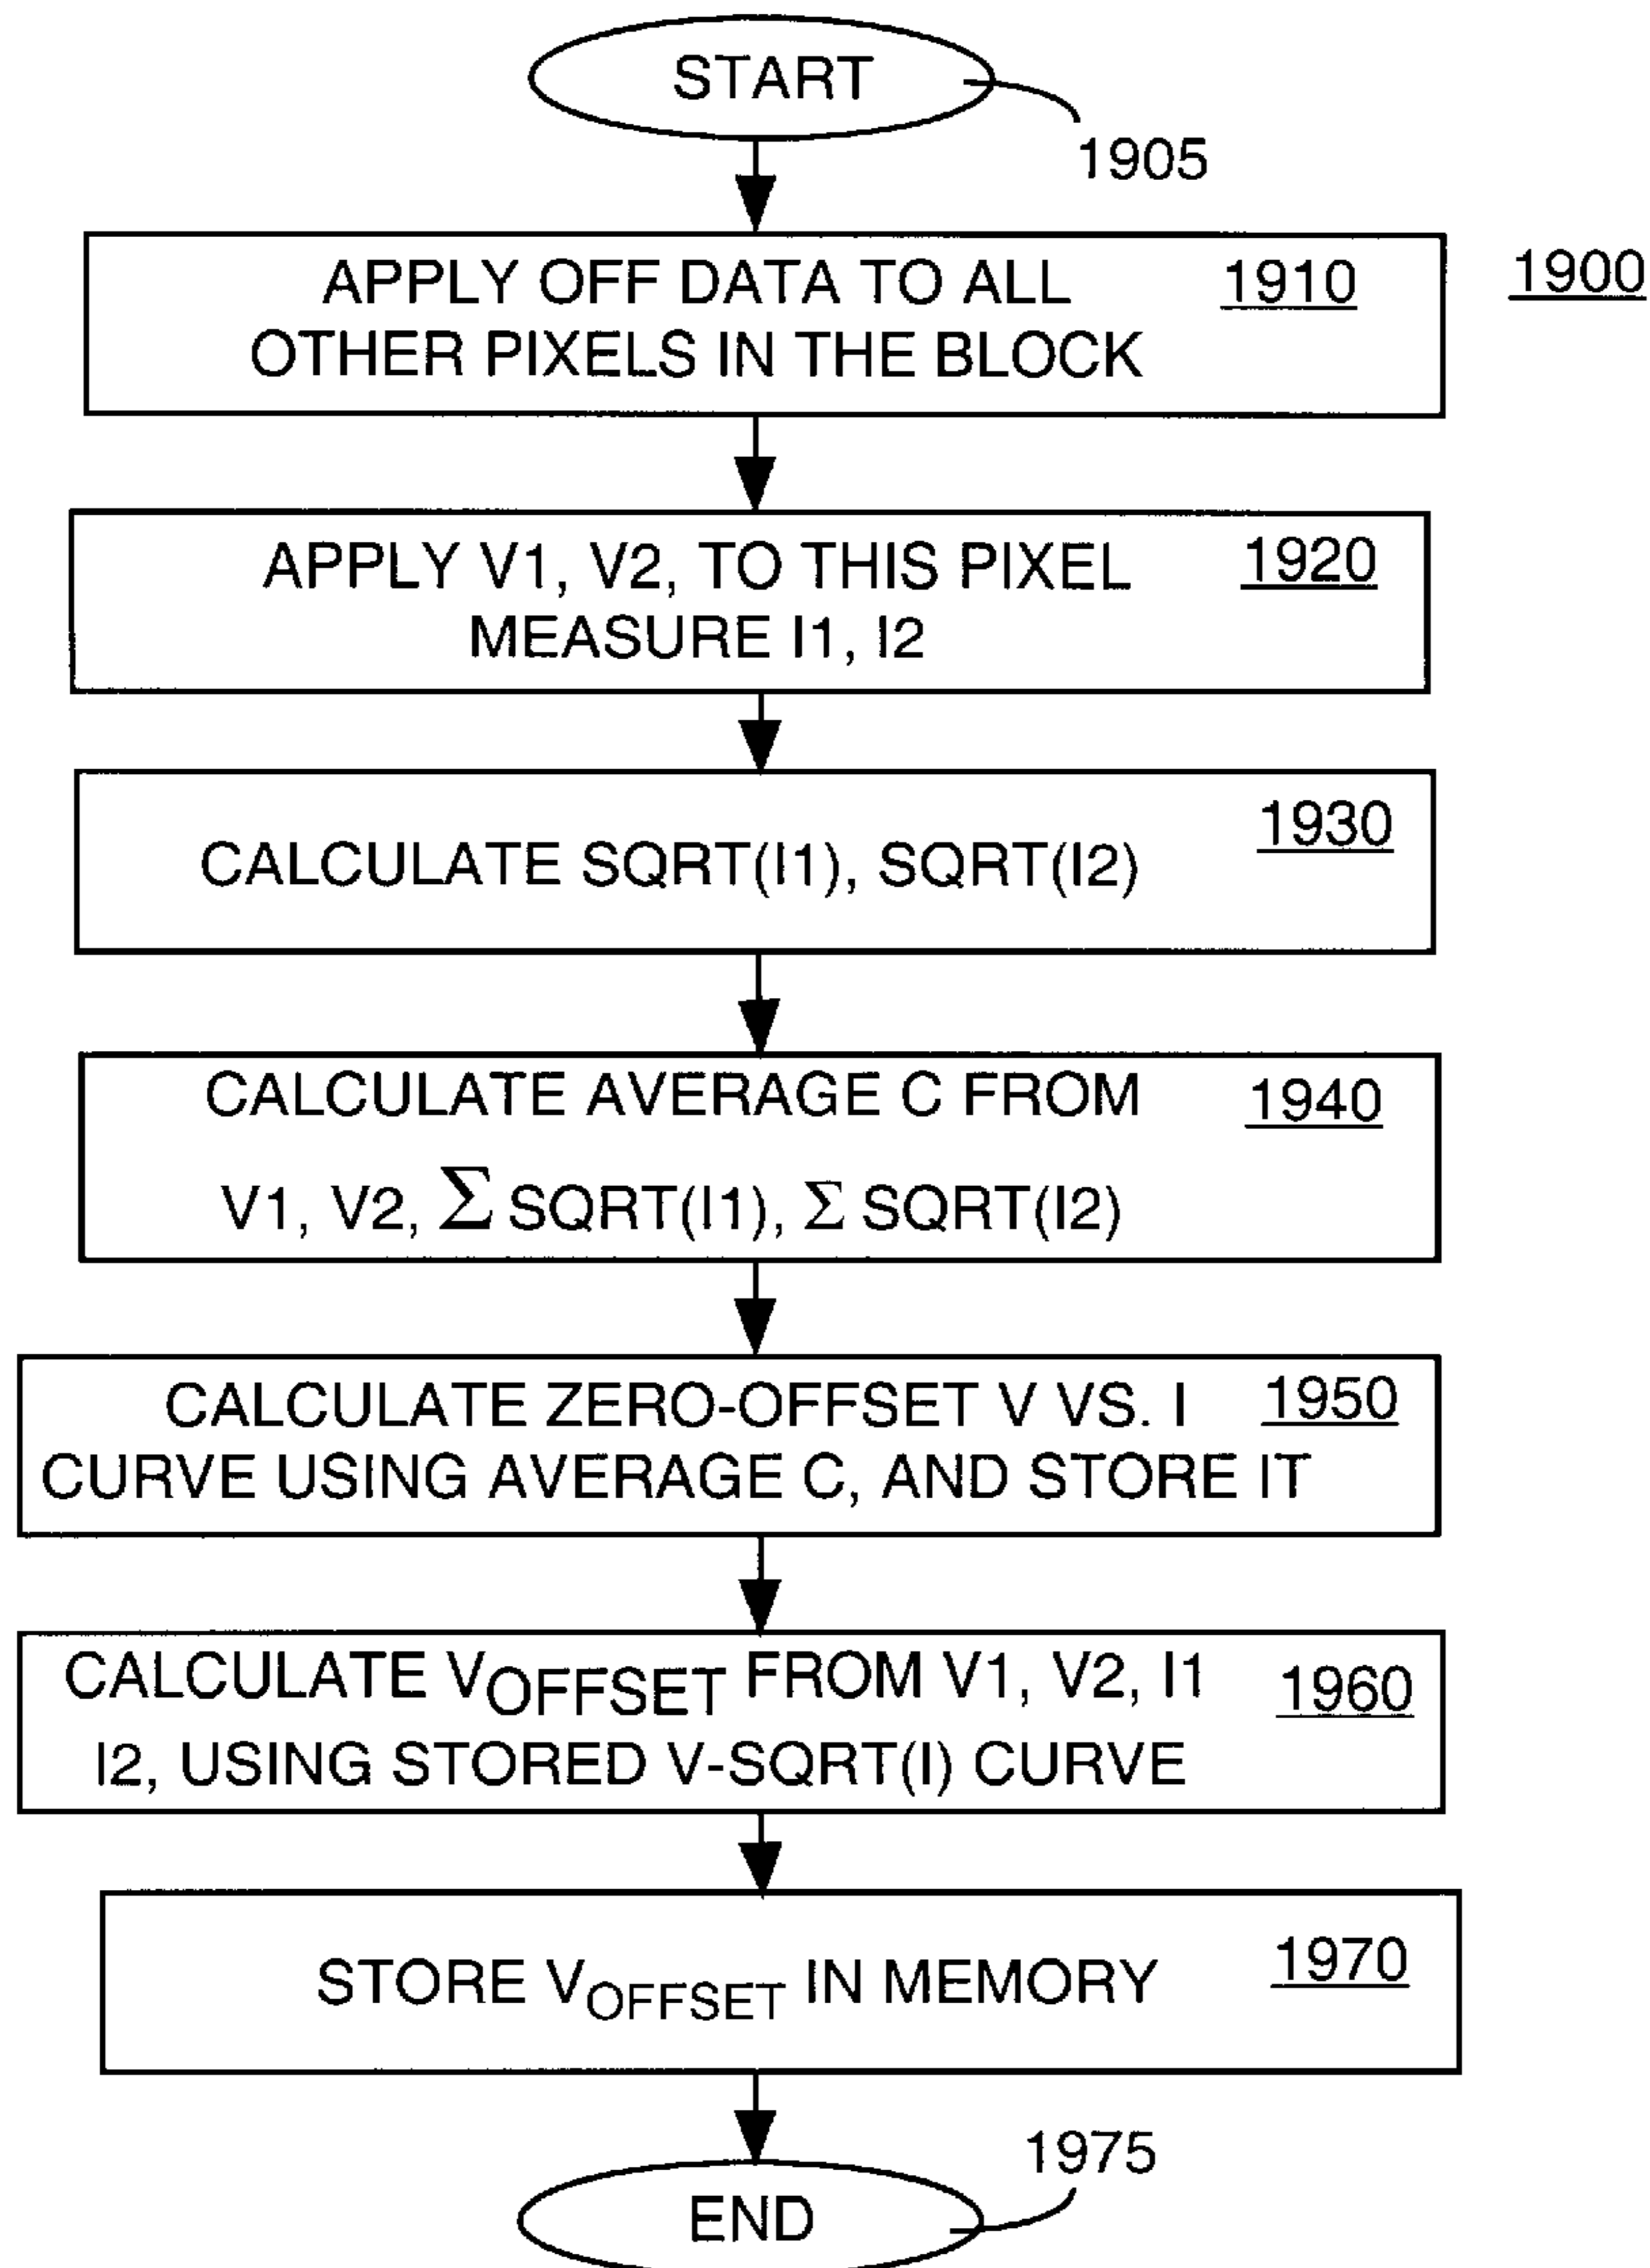 START
1905
1900
APPLY OFF DATA TO ALL 1910
OTHER PIXELS IN THE BLOCK
APPLY V1, V2, TO THIS PIXEL 1920
MEASURE I1, I2
1930
CALCULATE SQRT(I1), SQRT(I2)
CALCULATE AVERAGE C FROM 1940
V1, V2, Σ SQRT(I1), Σ SQRT(I2)
CALCULATE ZERO-OFFSET V VS. I 1950
CURVE USING AVERAGE C, AND STORE IT
CALCULATE VOFFSET FROM V1, V2, I1 1960
I2, USING STORED V-SQRT(I) CURVE
STORE VOFFSET IN MEMORY 1970
1975
END